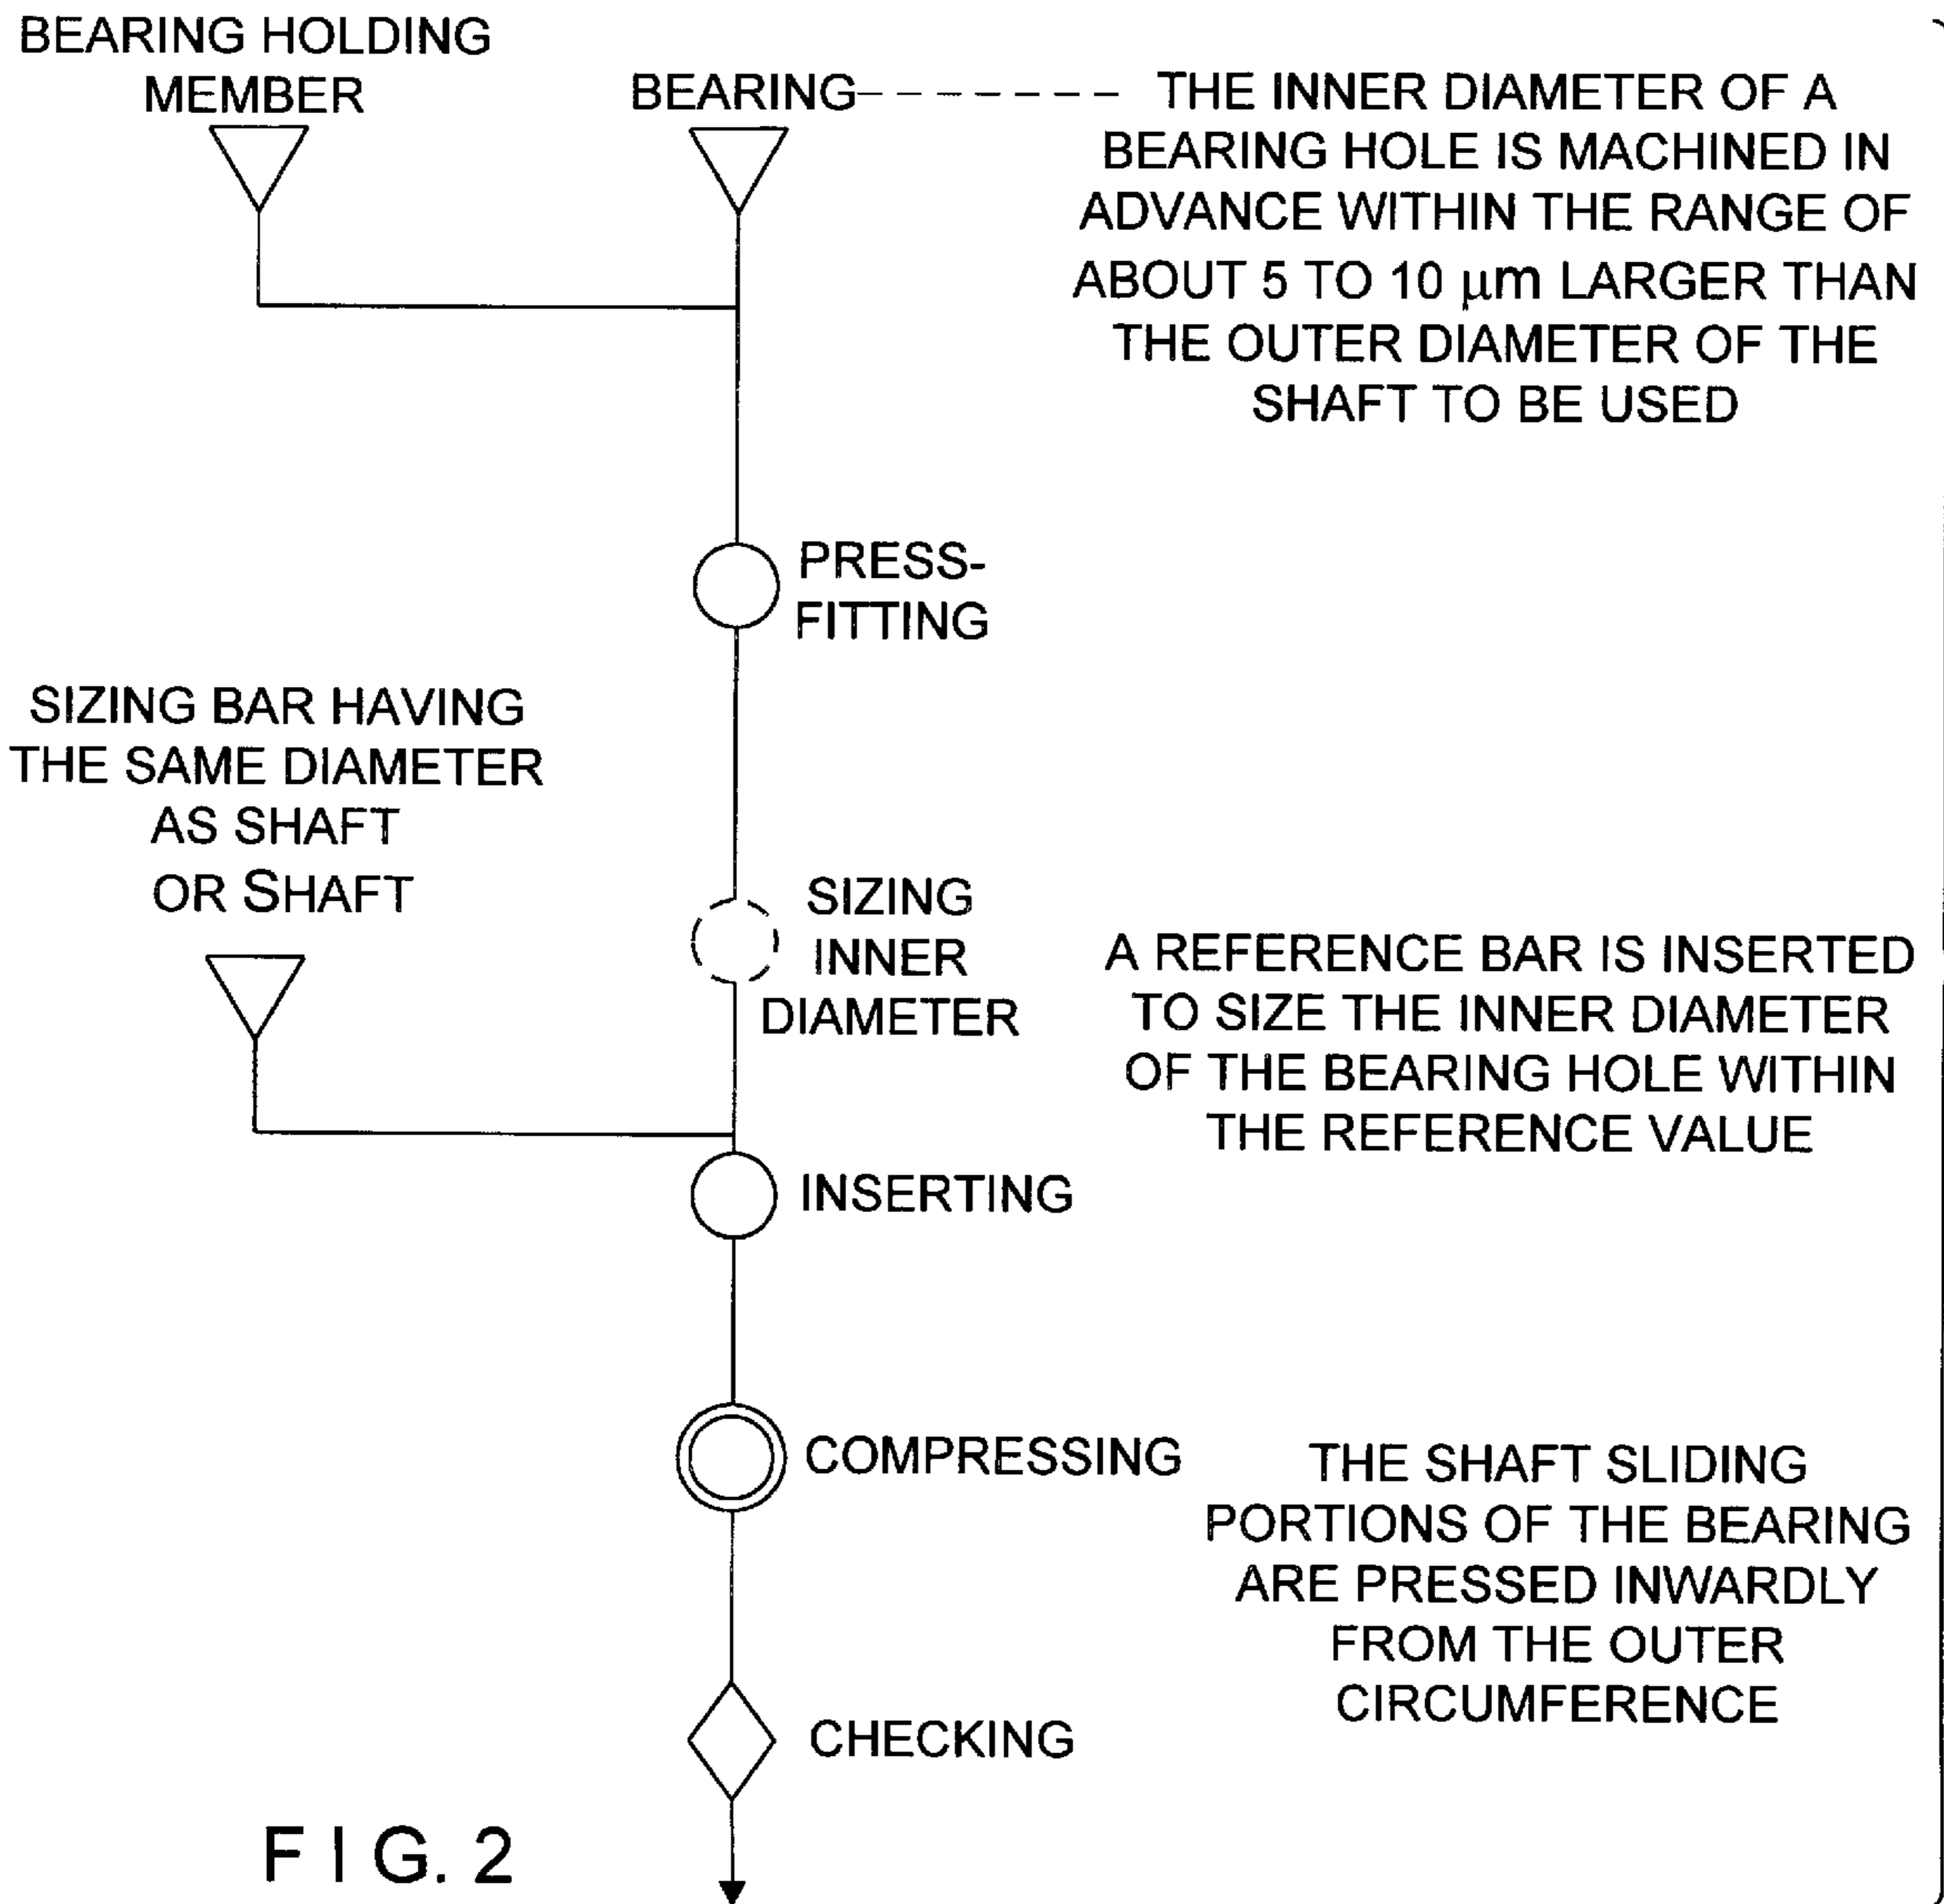 BEARING HOLDING
MEMBER
BEARING
THE INNER DIAMETER OF A
BEARING HOLE IS MACHINED IN
ADVANCE WITHIN THE RANGE OF
ABOUT 5 TO 10 μm LARGER THAN
THE OUTER DIAMETER OF THE
SHAFT TO BE USED
PRESS-
FITTING
SIZING BAR HAVING
THE SAME DIAMETER
AS SHAFT
OR SHAFT
SIZING
INNER
DIAMETER
A REFERENCE BAR IS INSERTED
TO SIZE THE INNER DIAMETER
OF THE BEARING HOLE WITHIN
THE REFERENCE VALUE
INSERTING
COMPRESSING
THE SHAFT SLIDING
PORTIONS OF THE BEARING
ARE PRESSED INWARDLY
FROM THE OUTER
CIRCUMFERENCE
CHECKING
FIG. 2